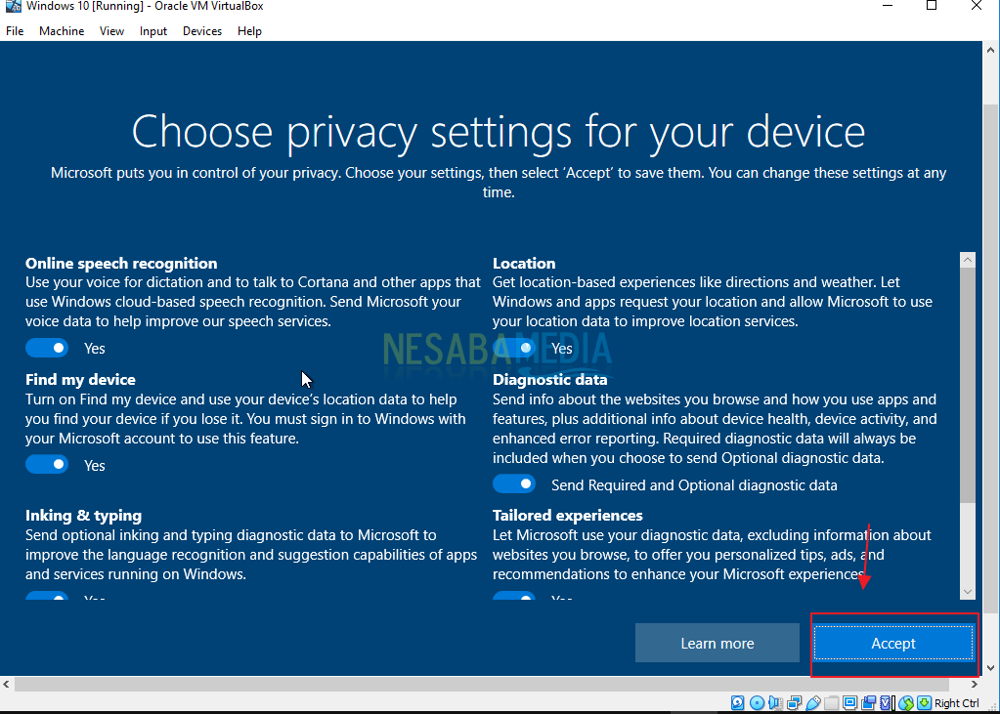 Windows 10 [Running] - Oracle VM VirtualBox
File Machine View Input Devices Help
Choose privacy settings for your device
Microsoft puts you in control of your privacy. Choose your settings, then select ‘Accept’ to save them. You can change these settings at any
time.
Online speech recognition
Use your voice for dictation and to talk to Cortana and other apps that
use Windows cloud-based speech recognition. Send Microsoft your
voice data to help improve our speech services.
Yes
Location
Get location-based experiences like directions and weather. Let
Windows and apps request your location and allow Microsoft to use
your location data to improve location services.
Yes
NESABAMEDIA
Find my device
Turn on Find my device and use your device’s location data to help
you find your device if you lose it. You must sign in to Windows with
your Microsoft account to use this feature.
Yes
Diagnostic data
Send info about the websites you browse and how you use apps and
features, plus additional info about device health, device activity, and
enhanced error reporting. Required diagnostic data will always be
included when you choose to send Optional diagnostic data.
Send Required and Optional diagnostic data
Inking & typing
Send optional inking and typing diagnostic data to Microsoft to
improve the language recognition and suggestion capabilities of apps
and services running on Windows.
Yes
Tailored experiences
Let Microsoft use your diagnostic data, excluding information about
websites you browse, to offer you personalized tips, ads, and
recommendations to enhance your Microsoft experiences.
Yes
Learn more
Accept
Right Ctrl